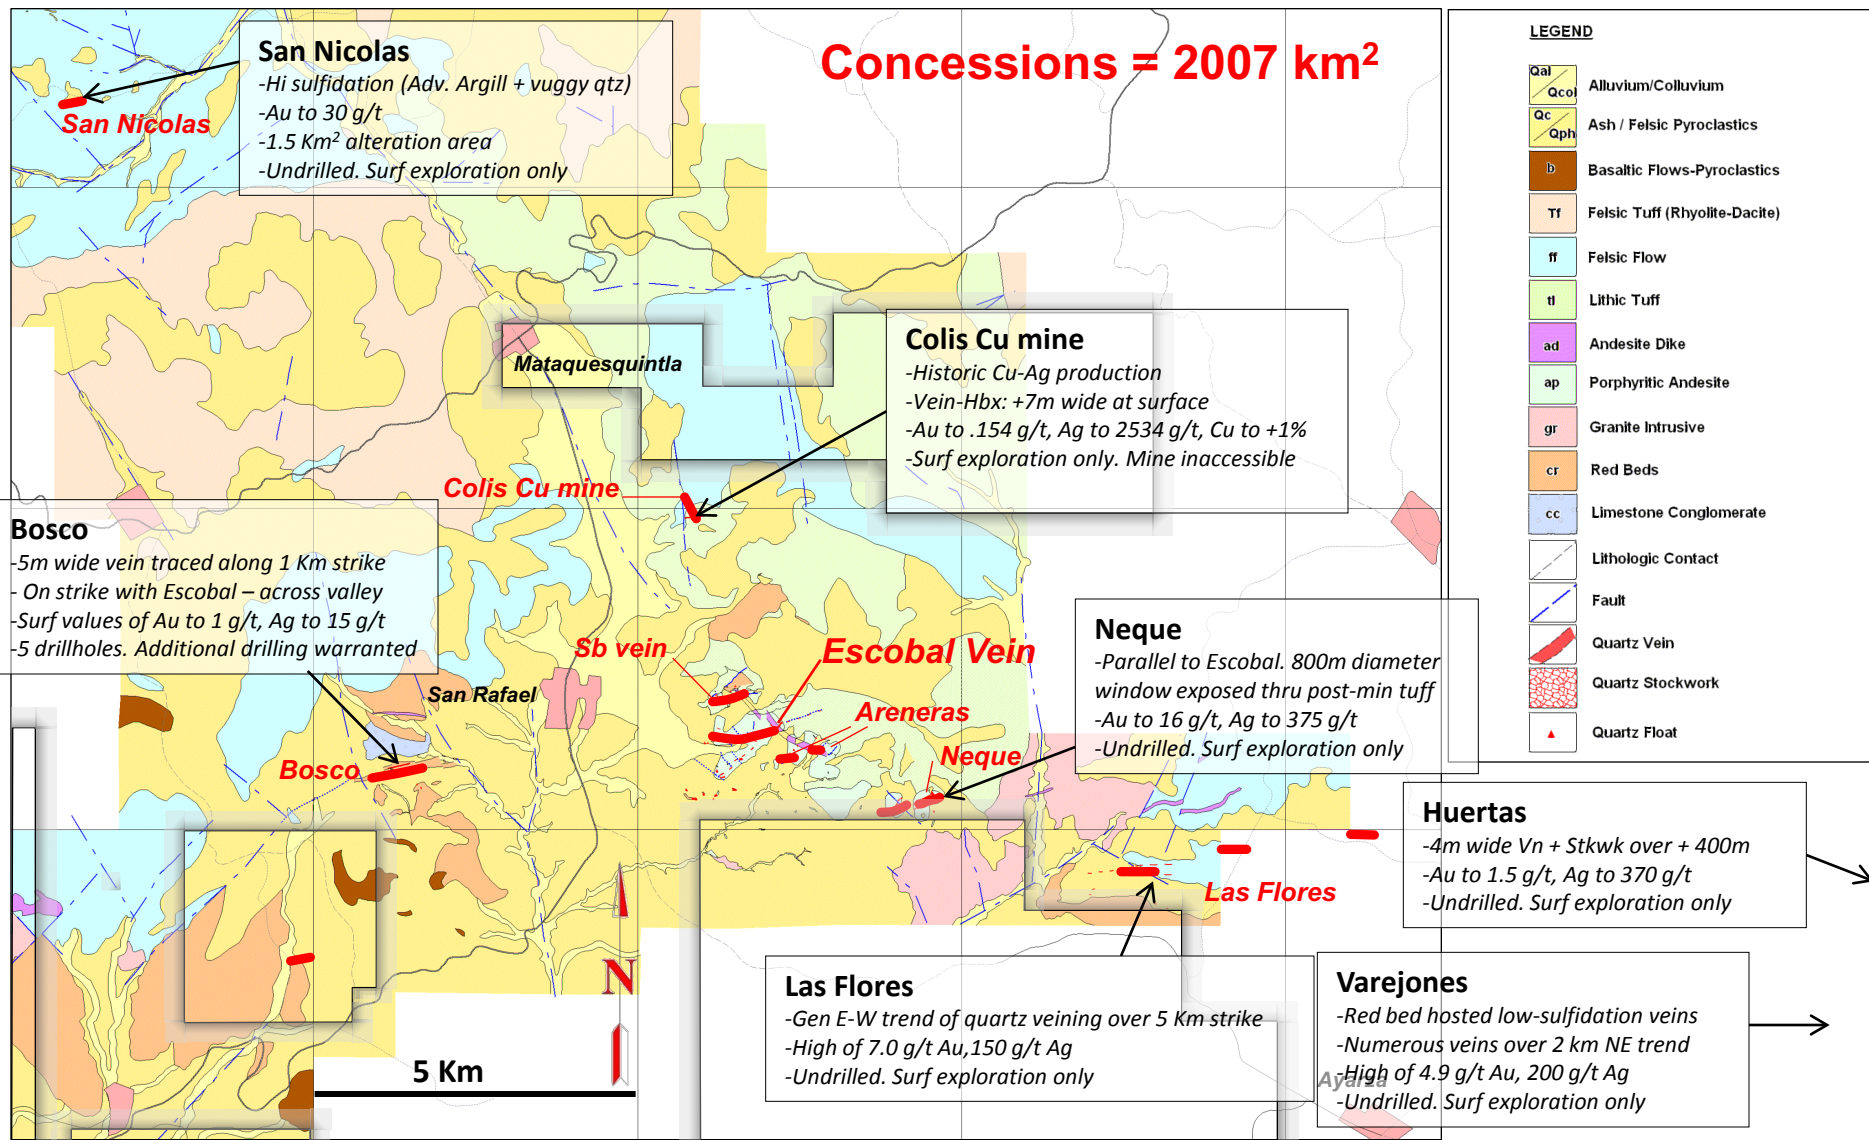 Concessions = 2007 km²
San Nicolas
-Hi sulfidation (Adv. Argill + vuggy qtz)
-Au to 30 g/t
-1.5 Km² alteration area
-Undrilled. Surf exploration only
San Nicolas
Colis Cu mine
-Historic Cu-Ag production
-Vein-Hbx: +7m wide at surface
-Au to .154 g/t, Ag to 2534 g/t, Cu to +1%
-Surf exploration only. Mine inaccessible
Mataquesquintla
Colis Cu mine
Bosco
-5m wide vein traced along 1 Km strike
- On strike with Escobal – across valley
-Surf values of Au to 1 g/t, Ag to 15 g/t
-5 drillholes. Additional drilling warranted
Sb vein
Escobal Vein
San Rafael
Areneras
Neque
Bosco
Neque
-Parallel to Escobal. 800m diameter
window exposed thru post-min tuff
-Au to 16 g/t, Ag to 375 g/t
-Undrilled. Surf exploration only
Las Flores
Huertas
-4m wide Vn + Stkwk over + 400m
-Au to 1.5 g/t, Ag to 370 g/t
-Undrilled. Surf exploration only
Las Flores
-Gen E-W trend of quartz veining over 5 Km strike
-High of 7.0 g/t Au,150 g/t Ag
-Undrilled. Surf exploration only
Varejones
-Red bed hosted low-sulfidation veins
-Numerous veins over 2 km NE trend
-High of 4.9 g/t Au, 200 g/t Ag
-Undrilled. Surf exploration only
Ayarza
N
5 Km
LEGEND
Qal Qcol Alluvium/Colluvium
Qc Qph Ash / Felsic Pyroclastics
b Basaltic Flows-Pyroclastics
Tf Felsic Tuff (Rhyolite-Dacite)
ff Felsic Flow
tl Lithic Tuff
ad Andesite Dike
ap Porphyritic Andesite
gr Granite Intrusive
cr Red Beds
cc Limestone Conglomerate
Lithologic Contact
Fault
Quartz Vein
Quartz Stockwork
Quartz Float